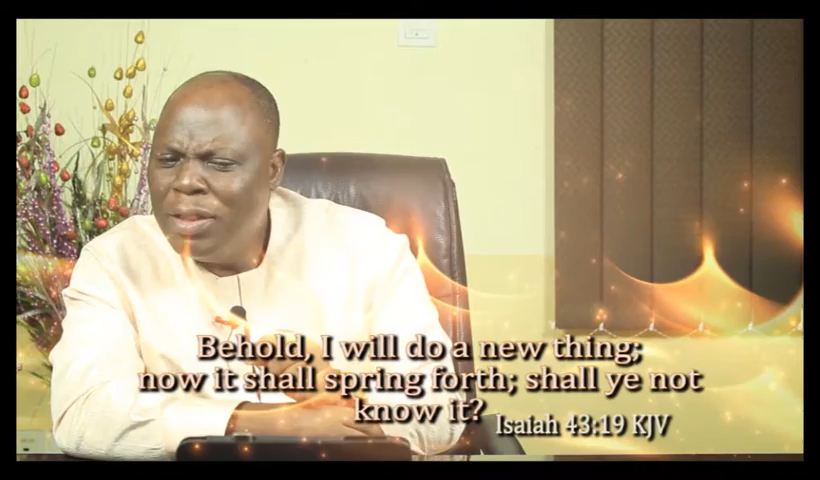 Behold, I will do a new thing;
now it shall spring forth; shall ye not
know it?
Isaiah 43:19 KJV